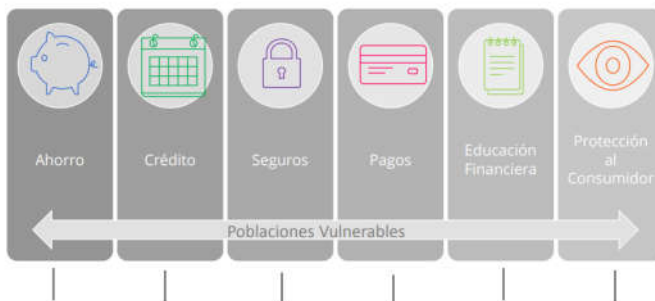 Ahorro
Crédito
Seguros
Pagos
Educación
Financiera
Protección
al
Consumidor
Poblaciones Vulnerables